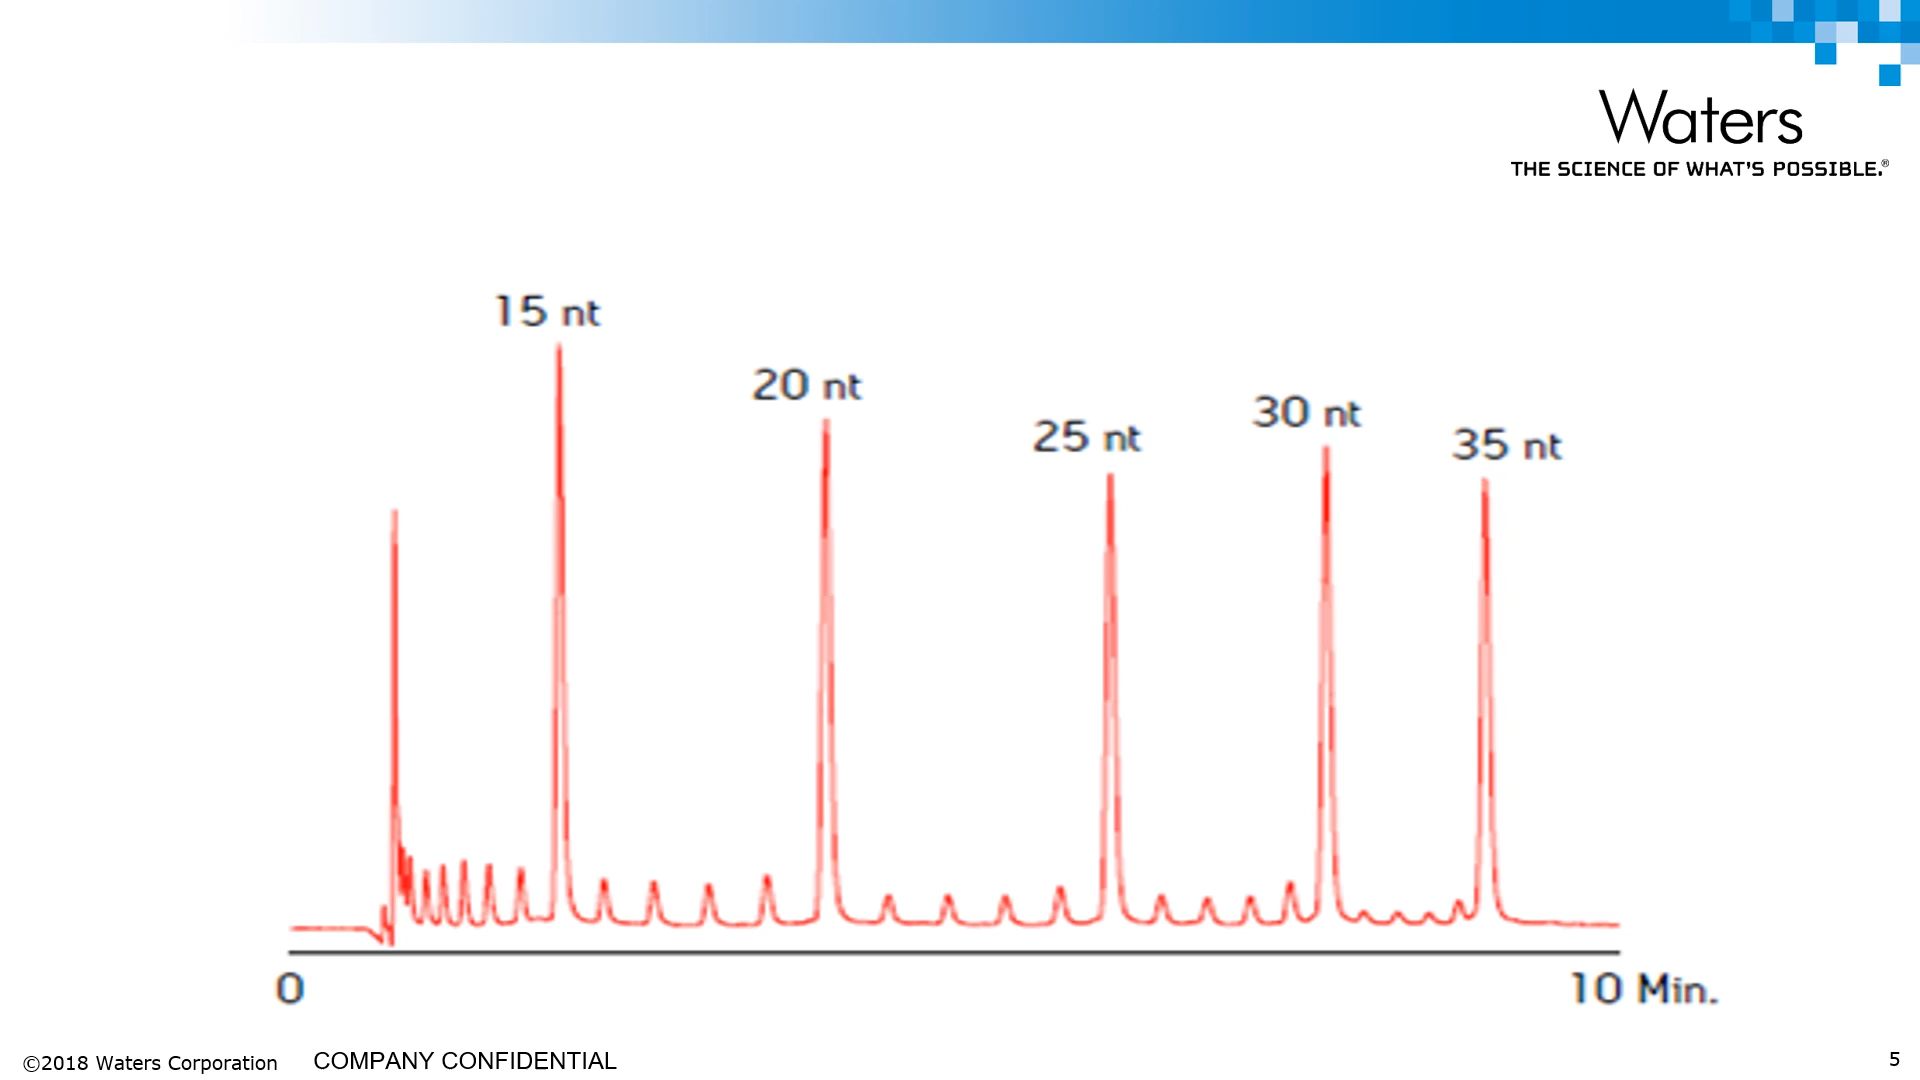 Waters
THE SCIENCE OF WHAT'S POSSIBLE.®
15 nt
20 nt
25 nt
30 nt
35 nt
0
10 Min.
©2018 Waters Corporation
COMPANY CONFIDENTIAL
5